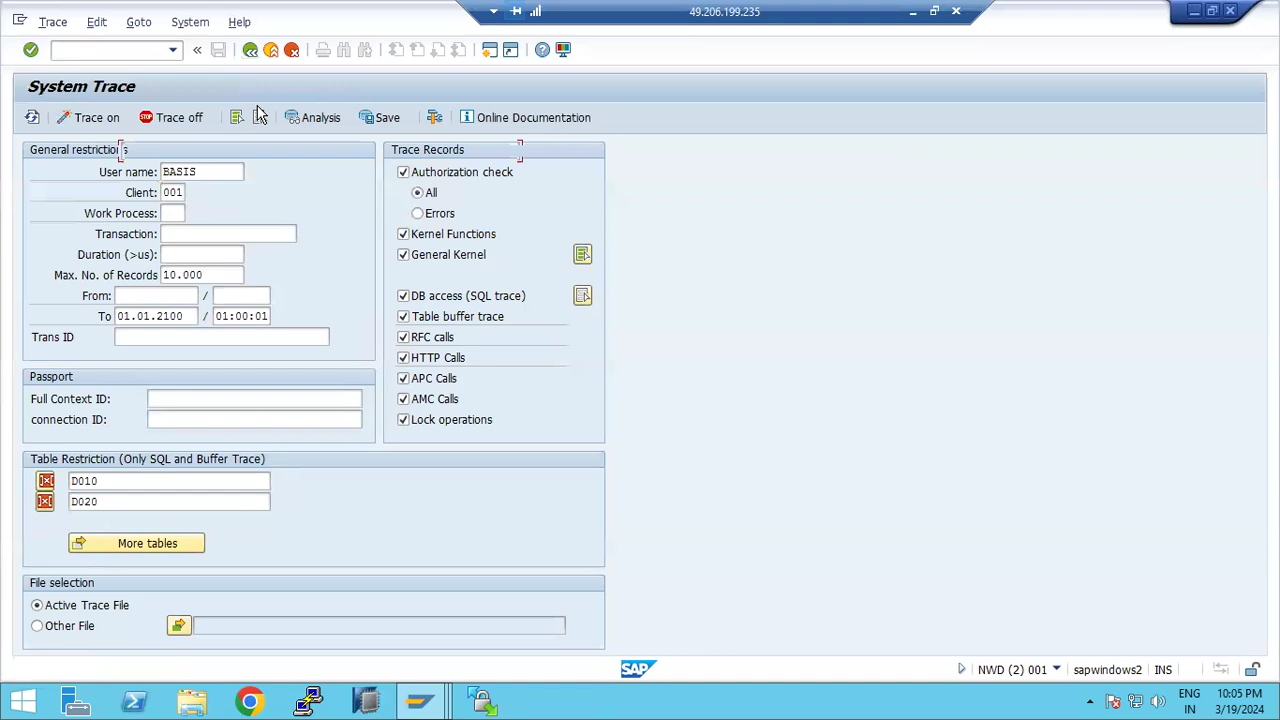 49.206.199.235
Trace Edit Goto System Help
System Trace
Trace on Trace off Analysis Save Online Documentation
General restrictions
User name: BASIS
Client: 001
Work Process:
Transaction:
Duration (>us):
Max. No. of Records 10.000
From: /
To 01.01.2100 / 01:00:01
Trans ID
Passport
Full Context ID:
connection ID:
Trace Records
Authorization check
All
Errors
Kernel Functions
General Kernel
DB access (SQL trace)
Table buffer trace
RFC calls
HTTP Calls
APC Calls
AMC Calls
Lock operations
Table Restriction (Only SQL and Buffer Trace)
D010
D020
More tables
File selection
Active Trace File
Other File
SAP
NWD (2) 001 sapwindows2 INS
ENG 10:05 PM
IN 3/19/2024